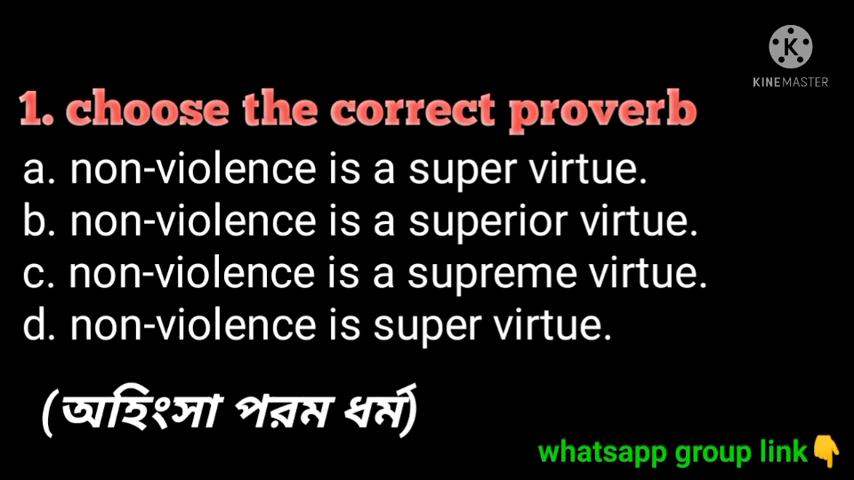 KINEMASTER
1. choose the correct proverb
a. non-violence is a super virtue.
b. non-violence is a superior virtue.
c. non-violence is a supreme virtue.
d. non-violence is super virtue.
(অহিংসা পরম ধর্ম)
whatsapp group link👇